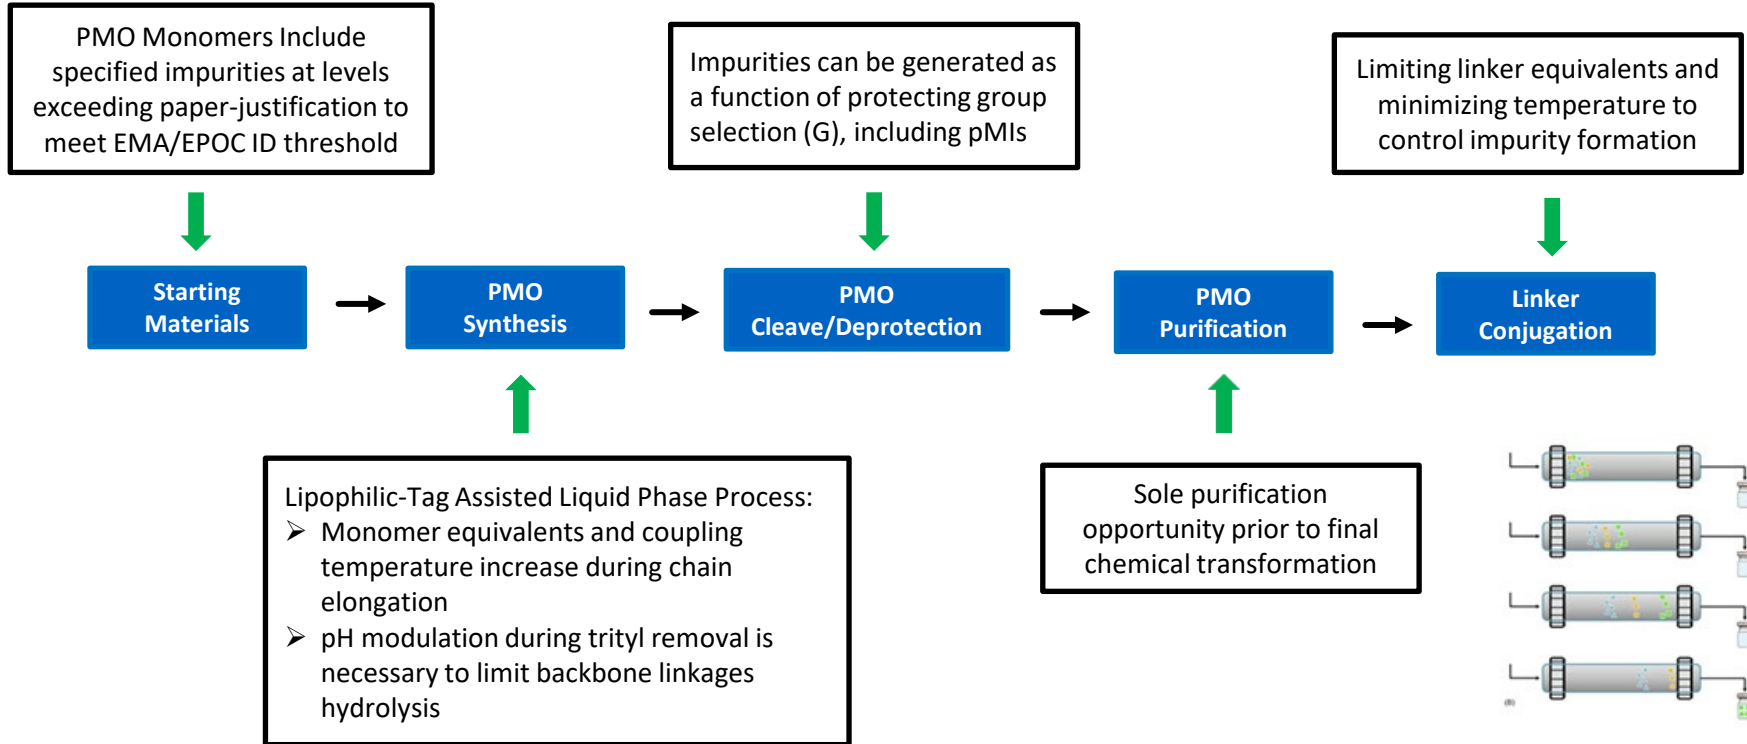 PMO Monomers Include
specified impurities at levels
exceeding paper-justification to
meet EMA/EPOC ID threshold
Impurities can be generated as
a function of protecting group
selection (G), including pMIs
Limiting linker equivalents and
minimizing temperature to
control impurity formation
Starting
Materials
PMO
Synthesis
PMO
Cleave/Deprotection
PMO
Purification
Linker
Conjugation
Lipophilic-Tag Assisted Liquid Phase Process:
➢ Monomer equivalents and coupling
temperature increase during chain
elongation
➢ pH modulation during trityl removal is
necessary to limit backbone linkages
hydrolysis
Sole purification
opportunity prior to final
chemical transformation